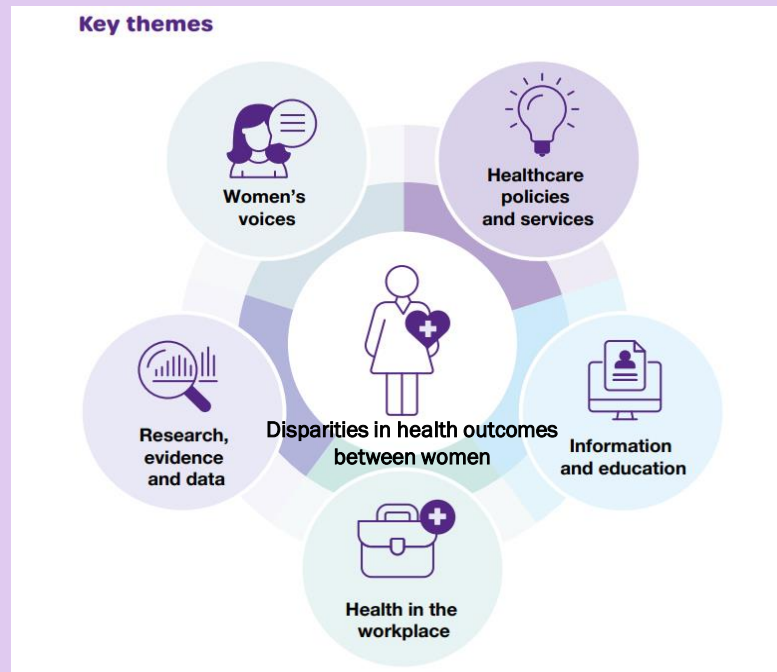 Key themes
Women's
voices
Healthcare
policies
and services
Disparities in health outcomes
between women
Research,
evidence
and data
Information
and education
Health in the
workplace